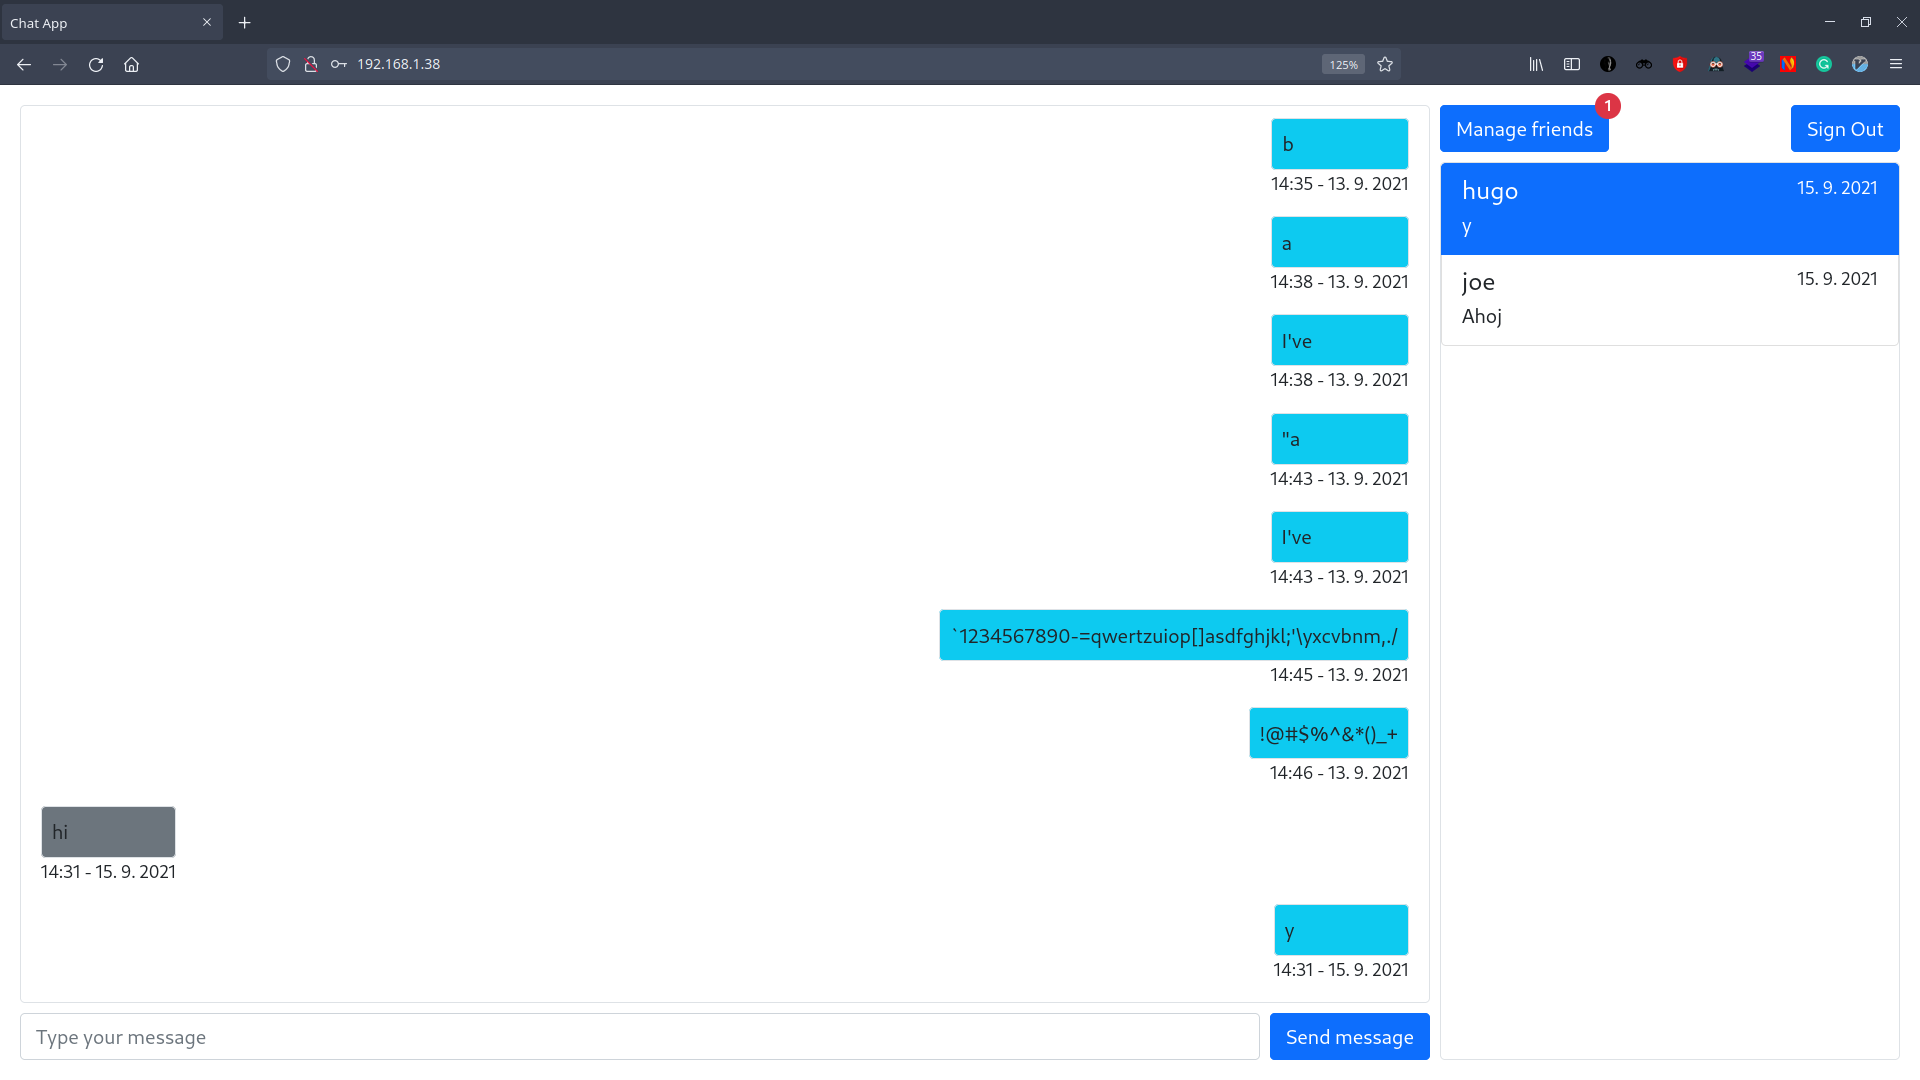 Chat App
192.168.1.38
125%
35
b
14:35 - 13. 9. 2021
a
14:38 - 13. 9. 2021
I've
14:38 - 13. 9. 2021
"a
14:43 - 13. 9. 2021
I've
14:43 - 13. 9. 2021
`1234567890-=qwertzuiop[]asdfghjkl;'\yxcvbnm,./
14:45 - 13. 9. 2021
!@#$%^&*()_+
14:46 - 13. 9. 2021
hi
14:31 - 15. 9. 2021
y
14:31 - 15. 9. 2021
Type your message
Send message
Manage friends
1
Sign Out
hugo
15. 9. 2021
y
joe
15. 9. 2021
Ahoj